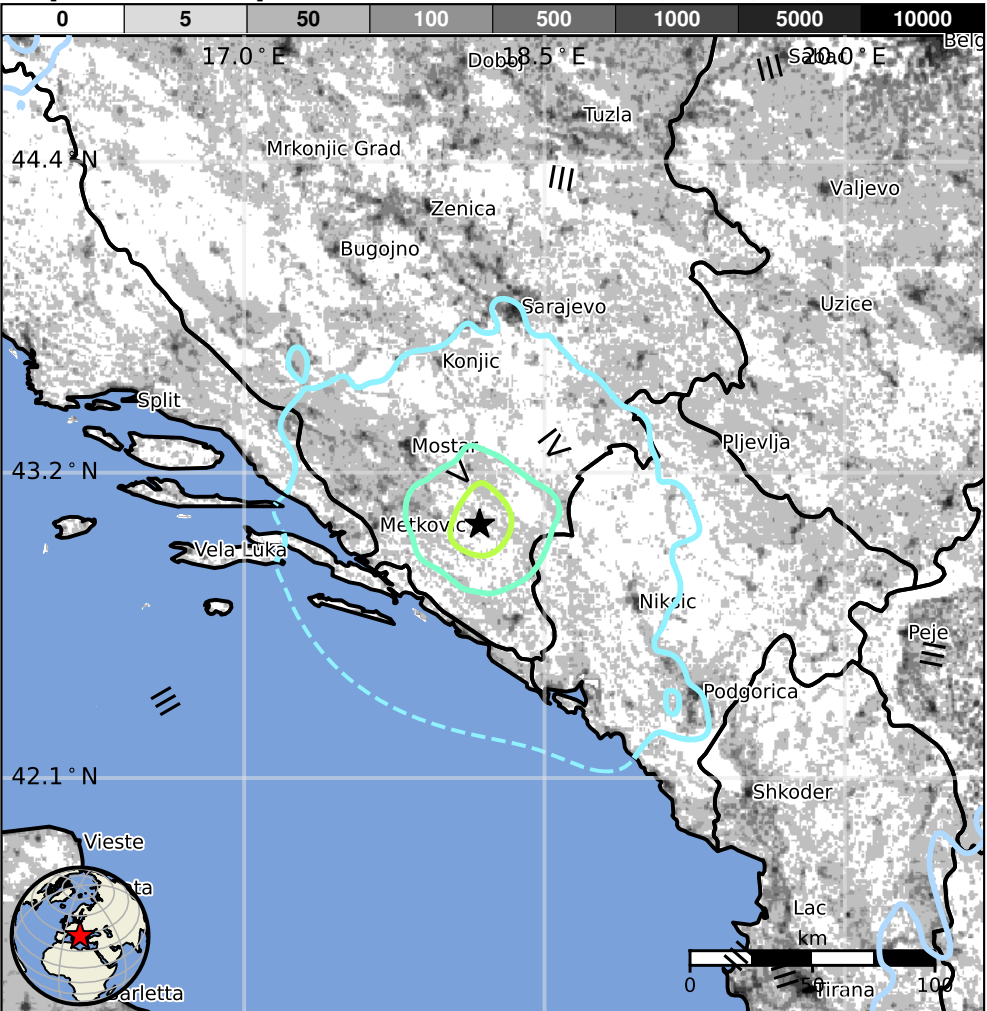 0 5 50 100 500 1000 5000 10000
Belg
17.0°E 18.5°E 20.0°E
Doboj
Sabac
III
Tuzla
Mrkonjic Grad
44.4°N
III
Valjevo
Zenica
Bugojno
Uzice
Sarajevo
Konjic
Split
Mostar
IV
Pljevlja
43.2°N
V
Metkovic
Vela Luka
Niksic
Peje
III
III
Podgorica
42.1°N
Shkoder
Vieste
Lac
km
0 50 100
Tirana
Barletta